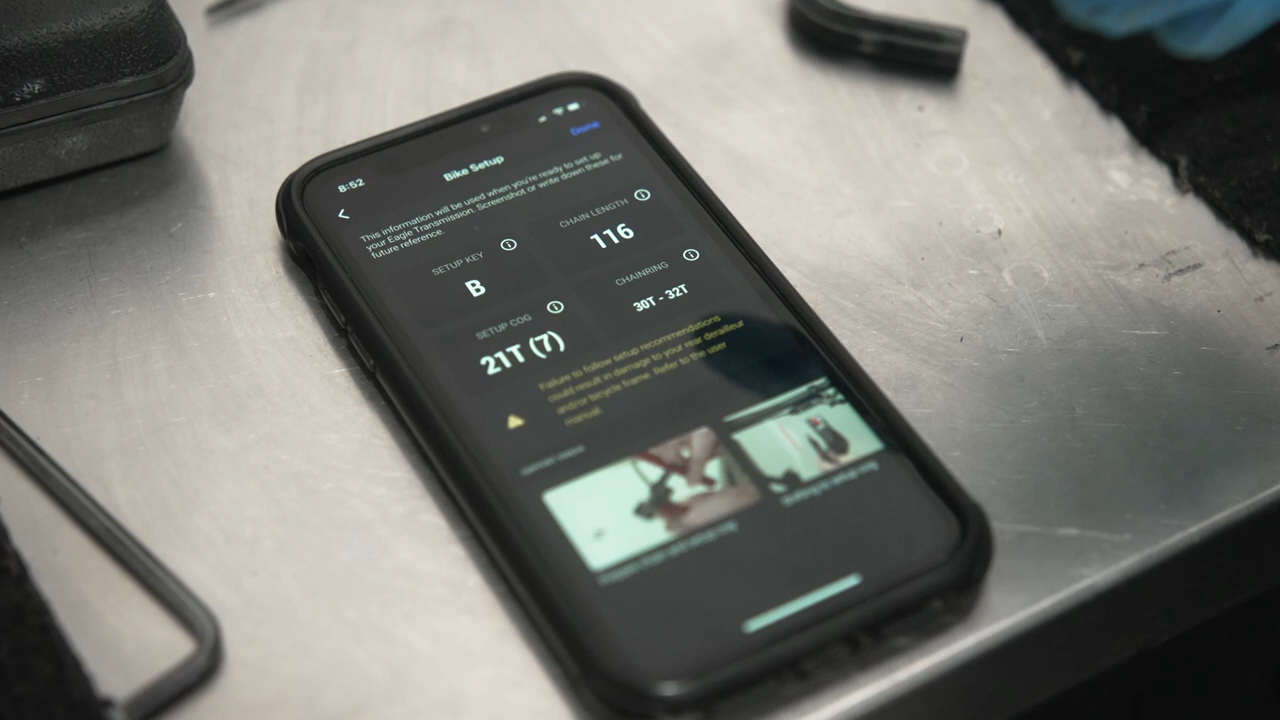 8:52
Done
Bike Setup
This information will be used when you're ready to set up
your Eagle Transmission. Screenshot or write down these for
future reference.
SETUP KEY
B
CHAIN LENGTH
116
SETUP COG
21T (7)
CHAINRING
30T - 32T
Failure to follow setup recommendations
could result in damage to your rear derailleur
and/or bicycle frame. Refer to the user
manual.